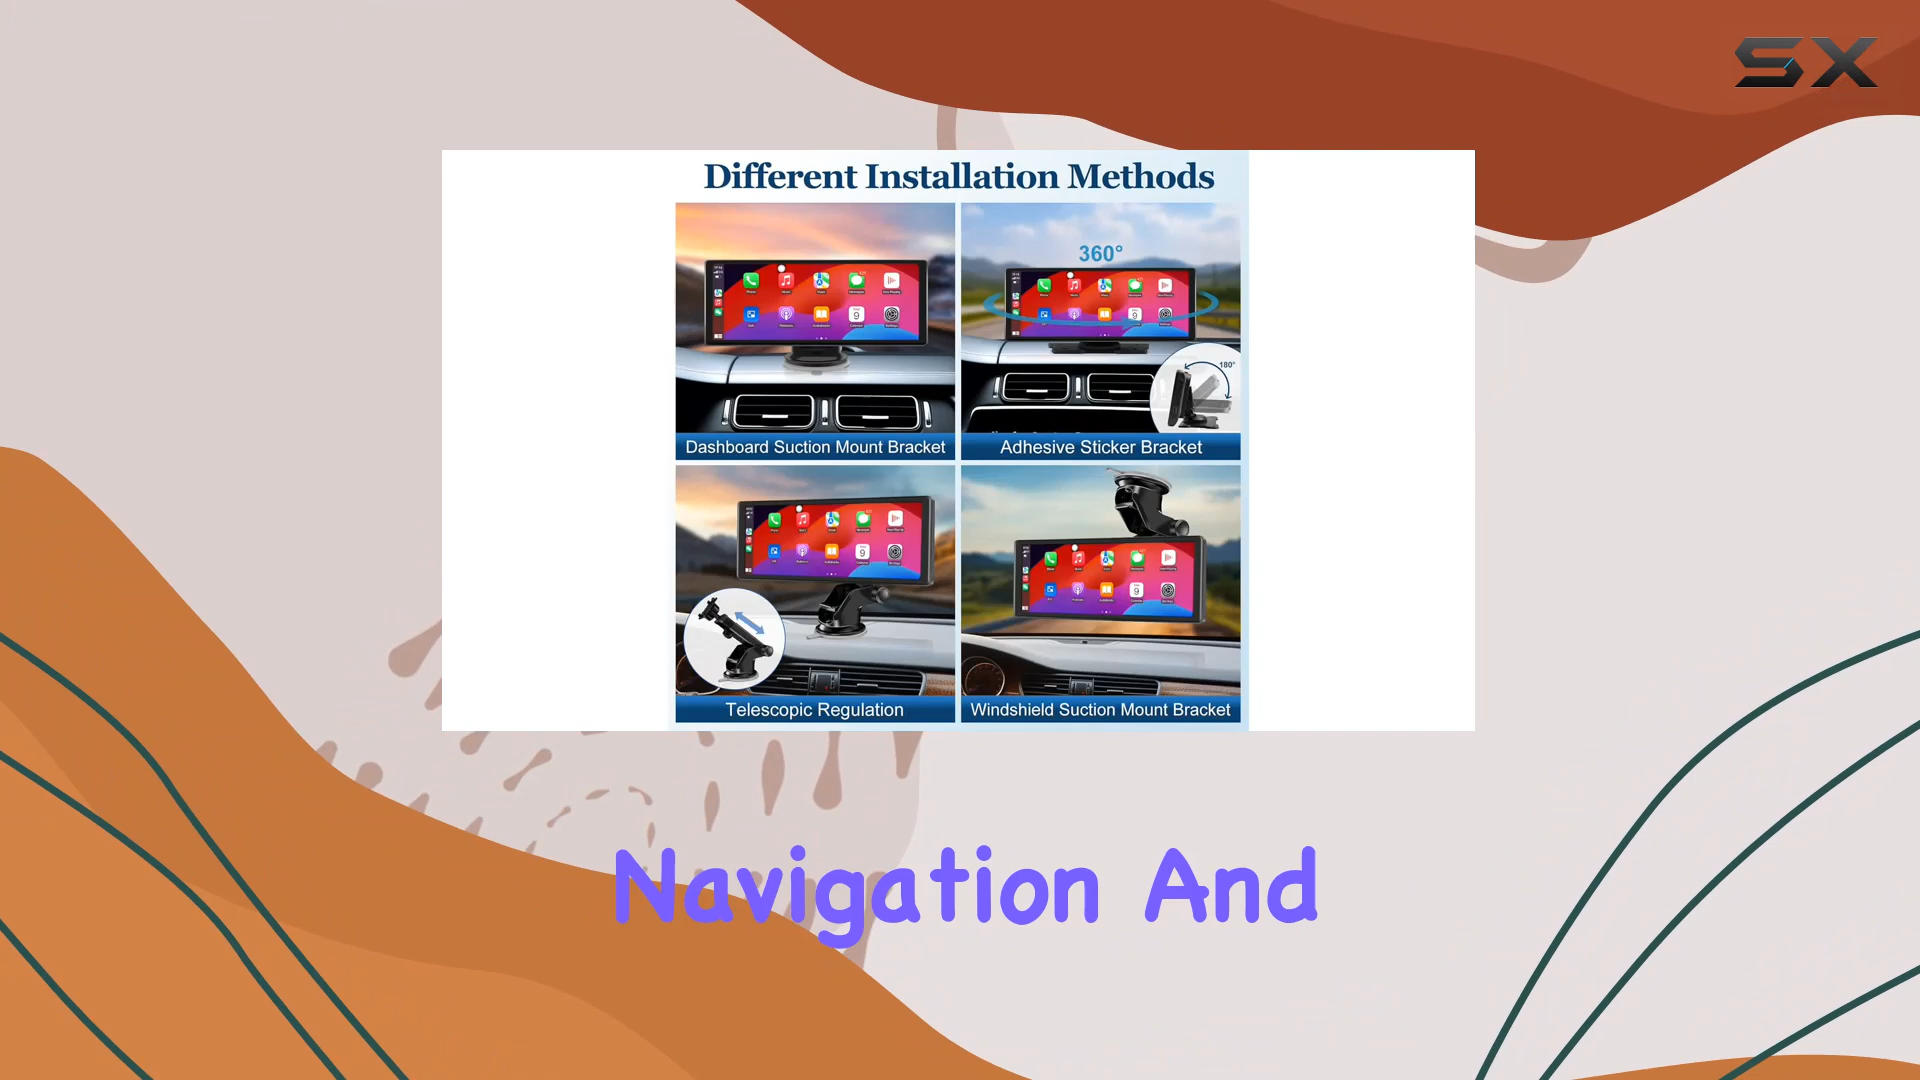 SX
Different Installation Methods
360°
180°
Dashboard Suction Mount Bracket
Adhesive Sticker Bracket
Telescopic Regulation
Windshield Suction Mount Bracket
Navigation And